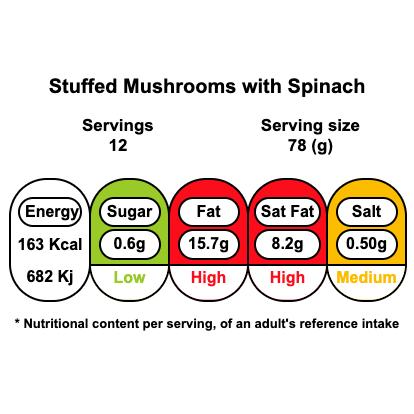 Stuffed Mushrooms with Spinach
Servings Serving size
12 78 (g)
Energy Sugar Fat Sat Fat Salt
163 Kcal 0.6g 15.7g 8.2g 0.50g
682 Kj Low High High Medium
* Nutritional content per serving, of an adult's reference intake